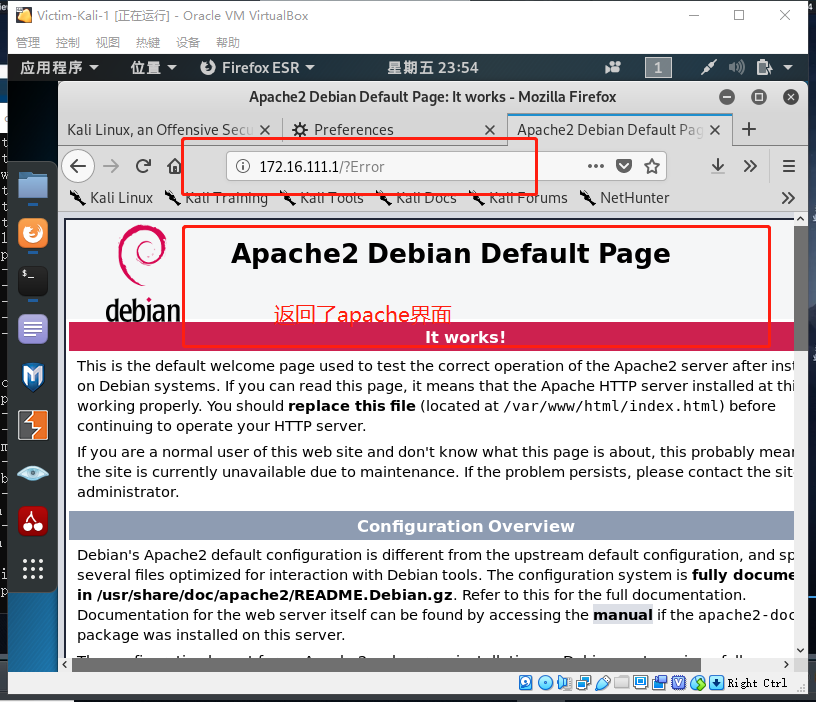 Victim-Kali-1 [正在运行] - Oracle VM VirtualBox
管理 控制 视图 热键 设备 帮助
应用程序 位置 Firefox ESR 星期五 23:54 1
Apache2 Debian Default Page: It works - Mozilla Firefox
Kali Linux, an Offensive Secu Preferences Apache2 Debian Default Pag
172.16.111.1/?Error
Kali Linux Kali Training Kali Tools Kali Docs Kali Forums NetHunter
debian
Apache2 Debian Default Page
返回了apache界面
It works!
This is the default welcome page used to test the correct operation of the Apache2 server after inst
on Debian systems. If you can read this page, it means that the Apache HTTP server installed at thi
working properly. You should replace this file (located at /var/www/html/index.html) before
continuing to operate your HTTP server.
If you are a normal user of this web site and don't know what this page is about, this probably mean
the site is currently unavailable due to maintenance. If the problem persists, please contact the sit
administrator.
Configuration Overview
Debian's Apache2 default configuration is different from the upstream default configuration, and sp
several files optimized for interaction with Debian tools. The configuration system is fully docume
in /usr/share/doc/apache2/README.Debian.gz. Refer to this for the full documentation.
Documentation for the web server itself can be found by accessing the manual if the apache2-doc
package was installed on this server.
Right Ctrl